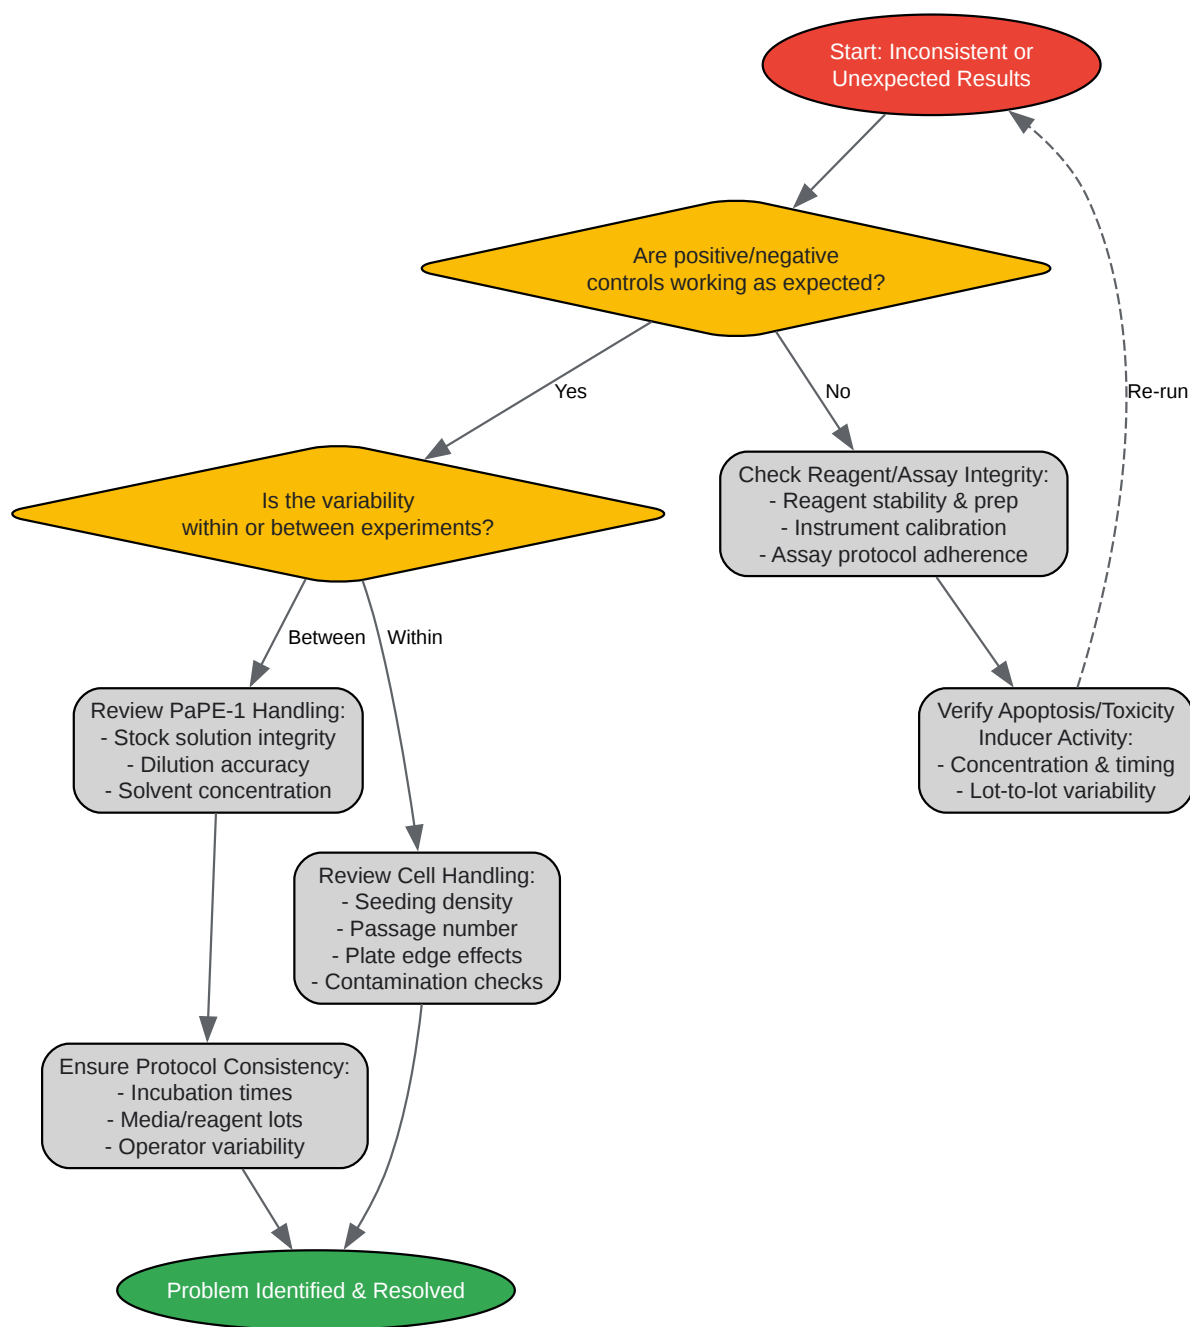 Start: Inconsistent or
Unexpected Results
Are positive/negative
controls working as expected?
Yes
No
Re-run
Is the variability
within or between experiments?
Check Reagent/Assay Integrity:
- Reagent stability & prep
- Instrument calibration
- Assay protocol adherence
Between
Within
Review PaPE-1 Handling:
- Stock solution integrity
- Dilution accuracy
- Solvent concentration
Verify Apoptosis/Toxicity
Inducer Activity:
- Concentration & timing
- Lot-to-lot variability
Review Cell Handling:
- Seeding density
- Passage number
- Plate edge effects
- Contamination checks
Ensure Protocol Consistency:
- Incubation times
- Media/reagent lots
- Operator variability
Problem Identified & Resolved